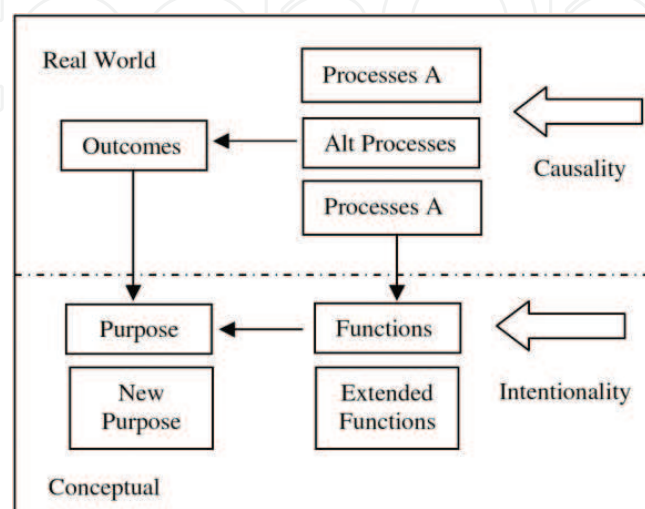 Real World
Processes A
Outcomes
Alt Processes
Causality
Processes A
Purpose
Functions
New
Purpose
Extended
Functions
Intentionality
Conceptual